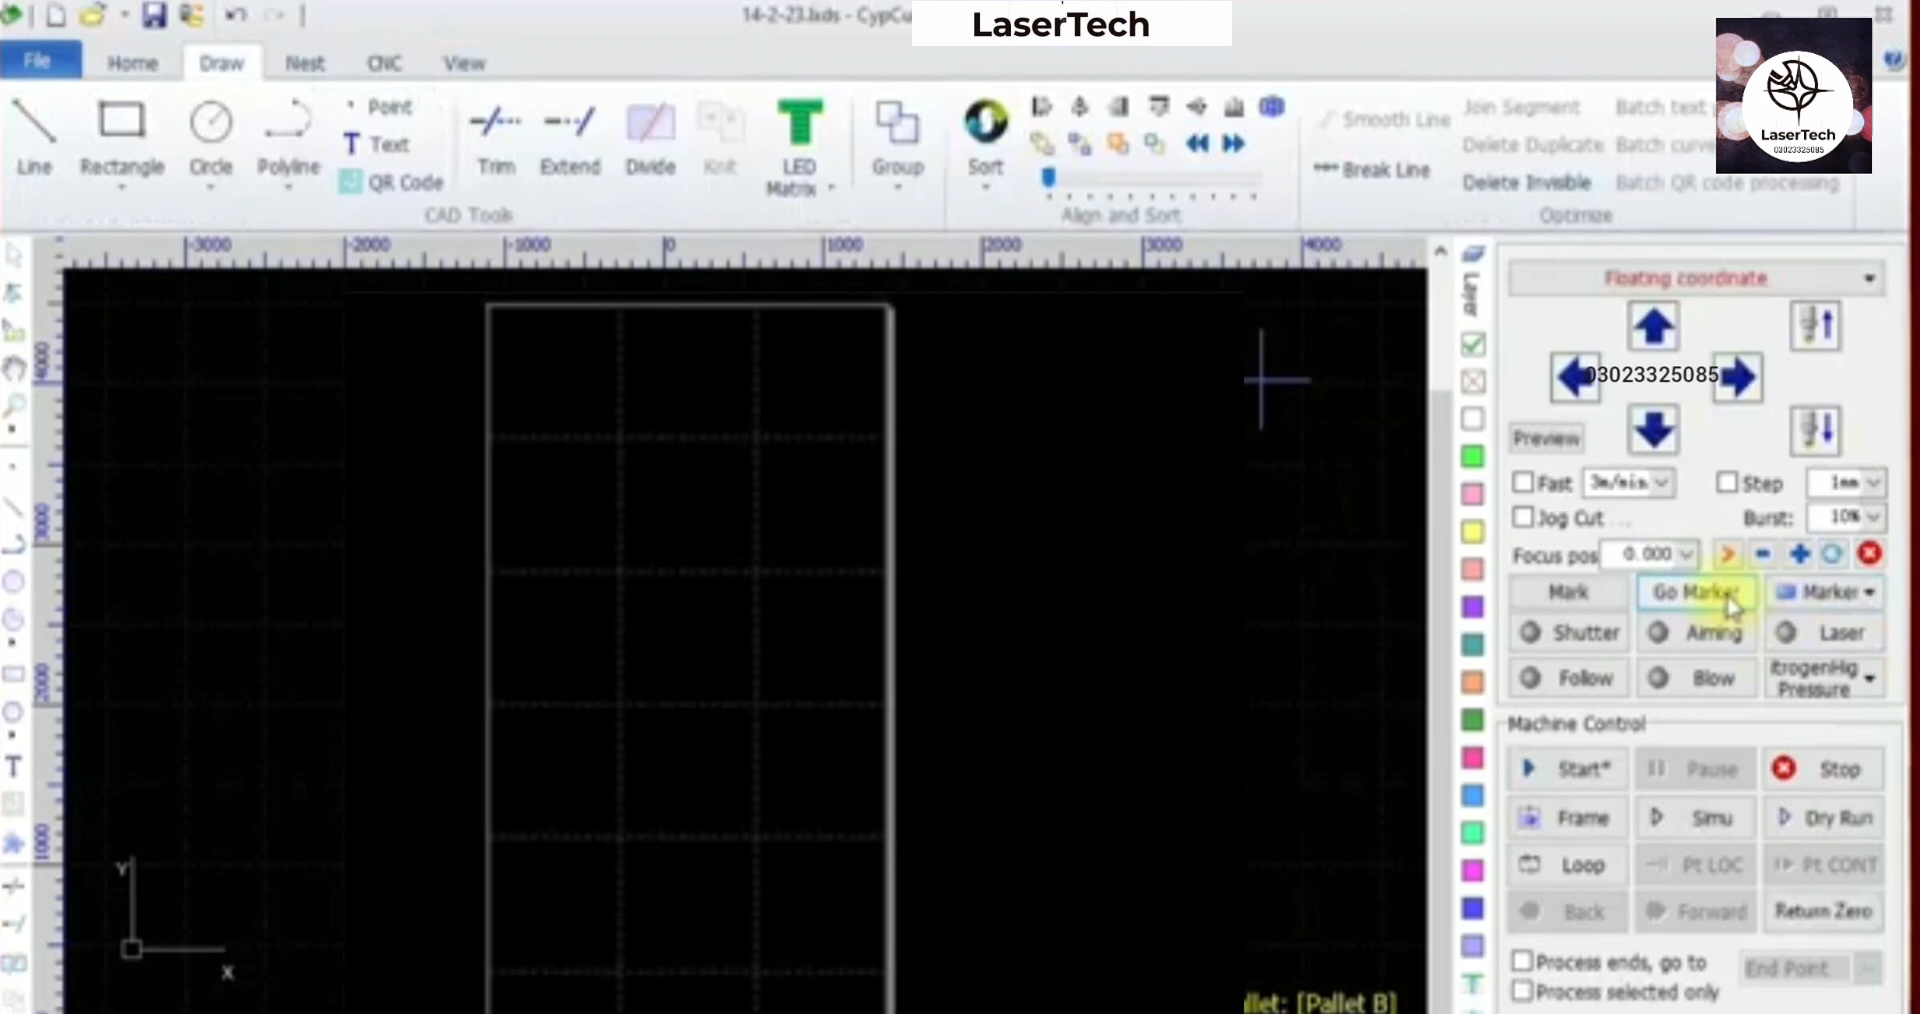 14-2-23.lxds - CypCu
LaserTech
File Home Draw Nest CNC View
Line Rectangle Circle Polyline
Point
Text
QR Code
Trim Extend Divide Knit
LED
Matrix
Group Sort
Smooth Line
Break Line
Join Segment
Delete Duplicate
Delete Invisible
Batch text
Batch curve
Batch QR code processing
CAD Tools Align and Sort Optimize
LaserTech
03023325085
-3000 -2000 -1000 0 1000 2000 3000 4000
4000
3000
2000
1000
Y
X
Layer
Floating coordinate
03023325085
Preview
Fast 3m/min Step 1mm
Jog Cut ... Burst: 10%
Focus pos 0.000
Mark Go Marker Marker
Shutter Aiming Laser
Follow Blow itrogenHig
Pressure
Machine Control
Start* Pause Stop
Frame Simu Dry Run
Loop Pt LOC Pt CONT
Back Forward Return Zero
Process ends, go to End Point
Process selected only
llet: [Pallet B]